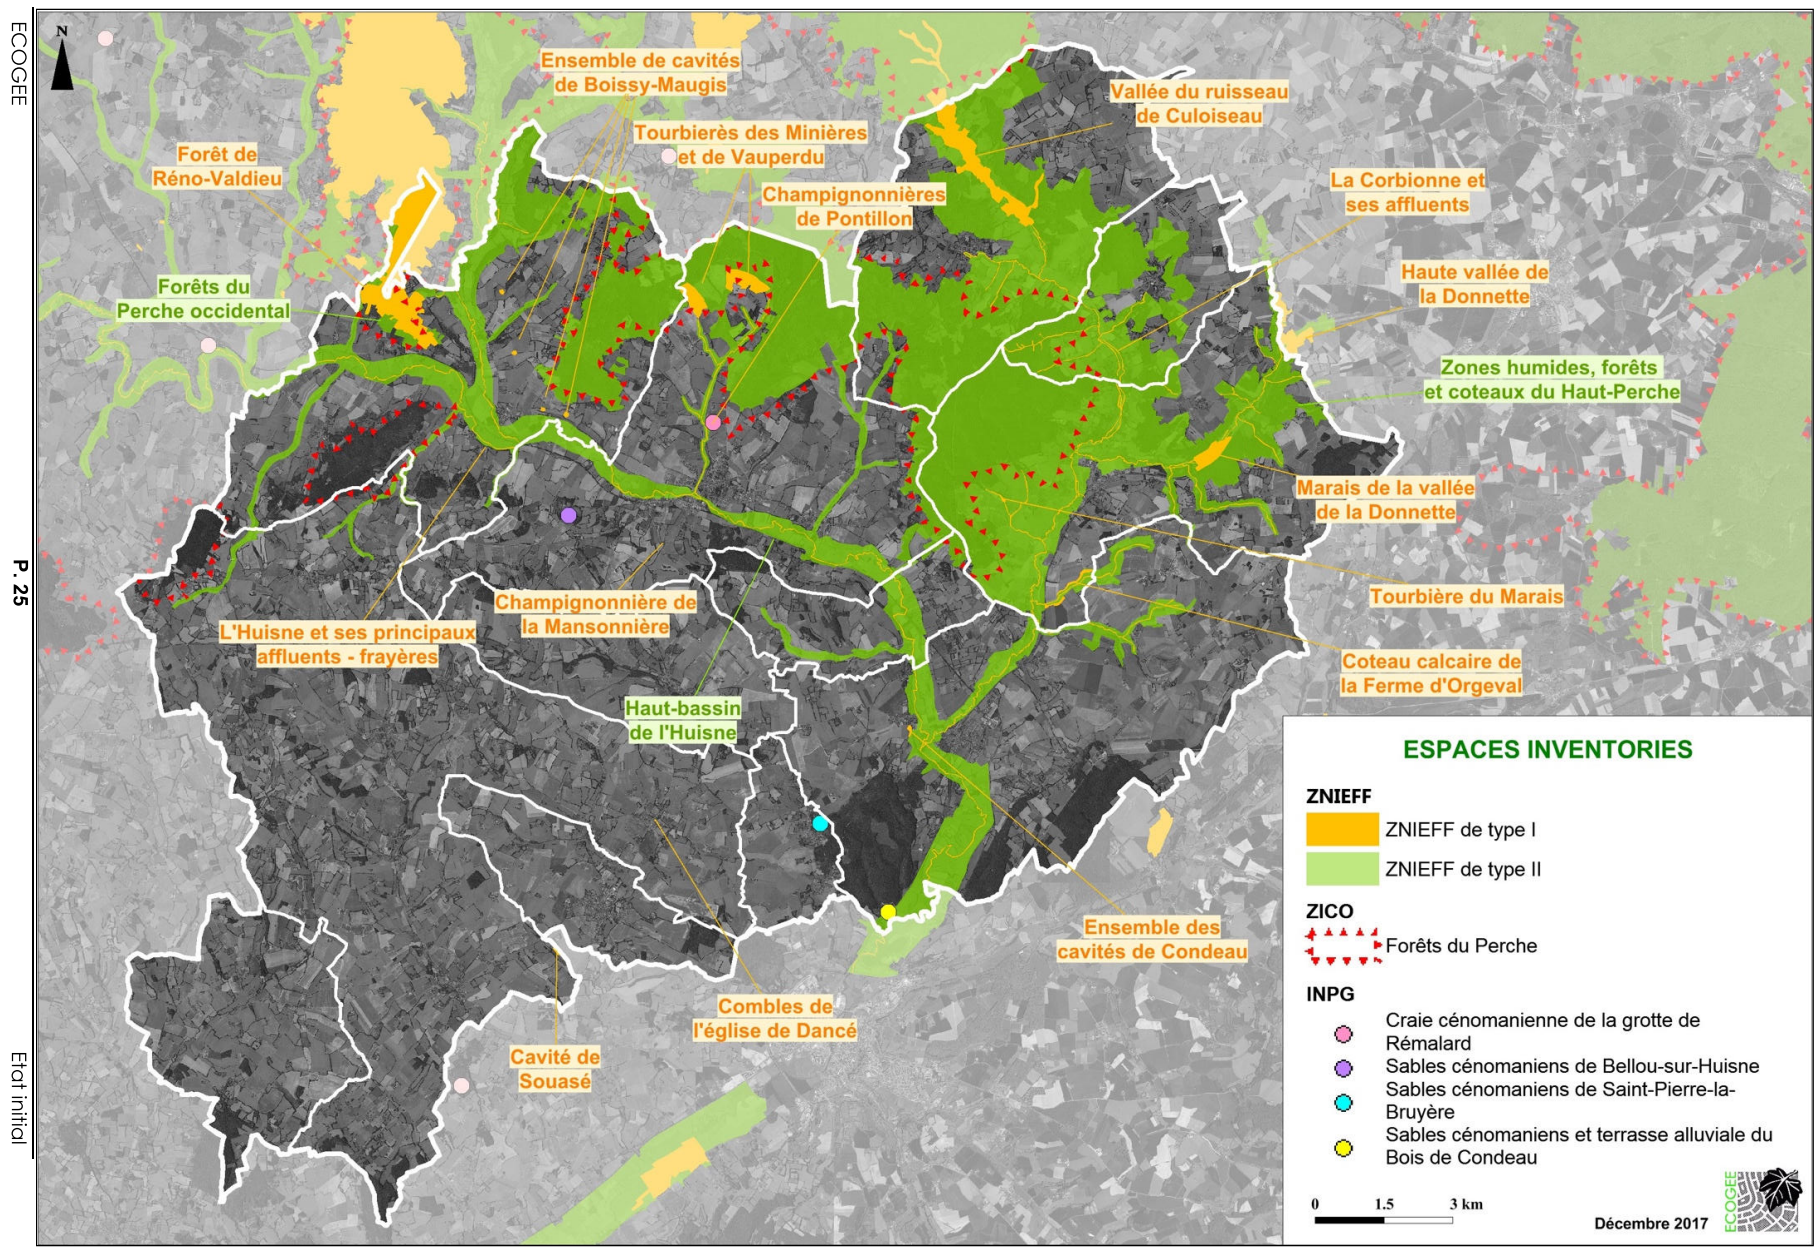 ECOGEE
P. 25
Etat initial
N
Ensemble de cavités
de Boissy-Maugis
Tourbierès des Minières
et de Vauperdu
Champignonnières
de Pontillon
Vallée du ruisseau
de Culoiseau
Forêt de
Réno-Valdieu
La Corbionne et
ses affluents
Haute vallée de
la Donnette
Forêts du
Perche occidental
Zones humides, forêts
et coteaux du Haut-Perche
Marais de la vallée
de la Donnette
Tourbière du Marais
Champignonnière de
la Mansonnière
L'Huisne et ses principaux
affluents - frayères
Coteau calcaire de
la Ferme d'Orgeval
Haut-bassin
de l'Huisne
Ensemble des
cavités de Condeau
Combles de
l'église de Dancé
Cavité de
Souasé
ESPACES INVENTORIES
ZNIEFF
ZNIEFF de type I
ZNIEFF de type II
ZICO
Forêts du Perche
INPG
Craie cénomanienne de la grotte de
Rémalard
Sables cénomaniens de Bellou-sur-Huisne
Sables cénomaniens de Saint-Pierre-la-
Bruyère
Sables cénomaniens et terrasse alluviale du
Bois de Condeau
0 1.5 3 km
Décembre 2017
ECOGEE